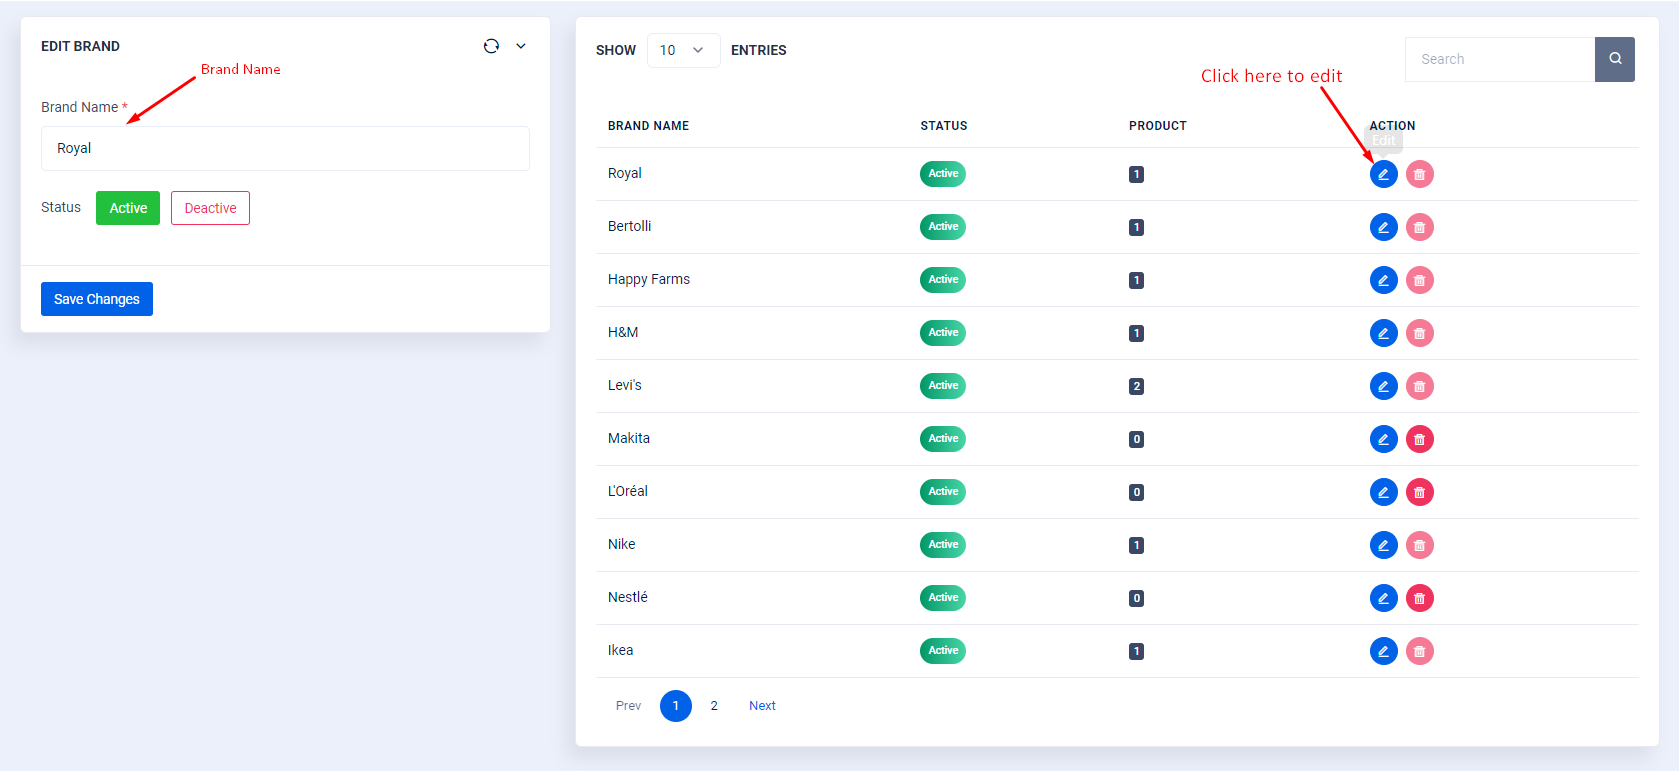 EDIT BRAND
Brand Name
Brand Name *
Royal
Status Active Deactive
Save Changes
SHOW 10 ENTRIES
Search
Click here to edit
BRAND NAME STATUS PRODUCT ACTION
Edit
Royal Active 1
Bertolli Active 1
Happy Farms Active 1
H&M Active 1
Levi's Active 2
Makita Active 0
L'Oréal Active 0
Nike Active 1
Nestlé Active 0
Ikea Active 1
Prev 1 2 Next